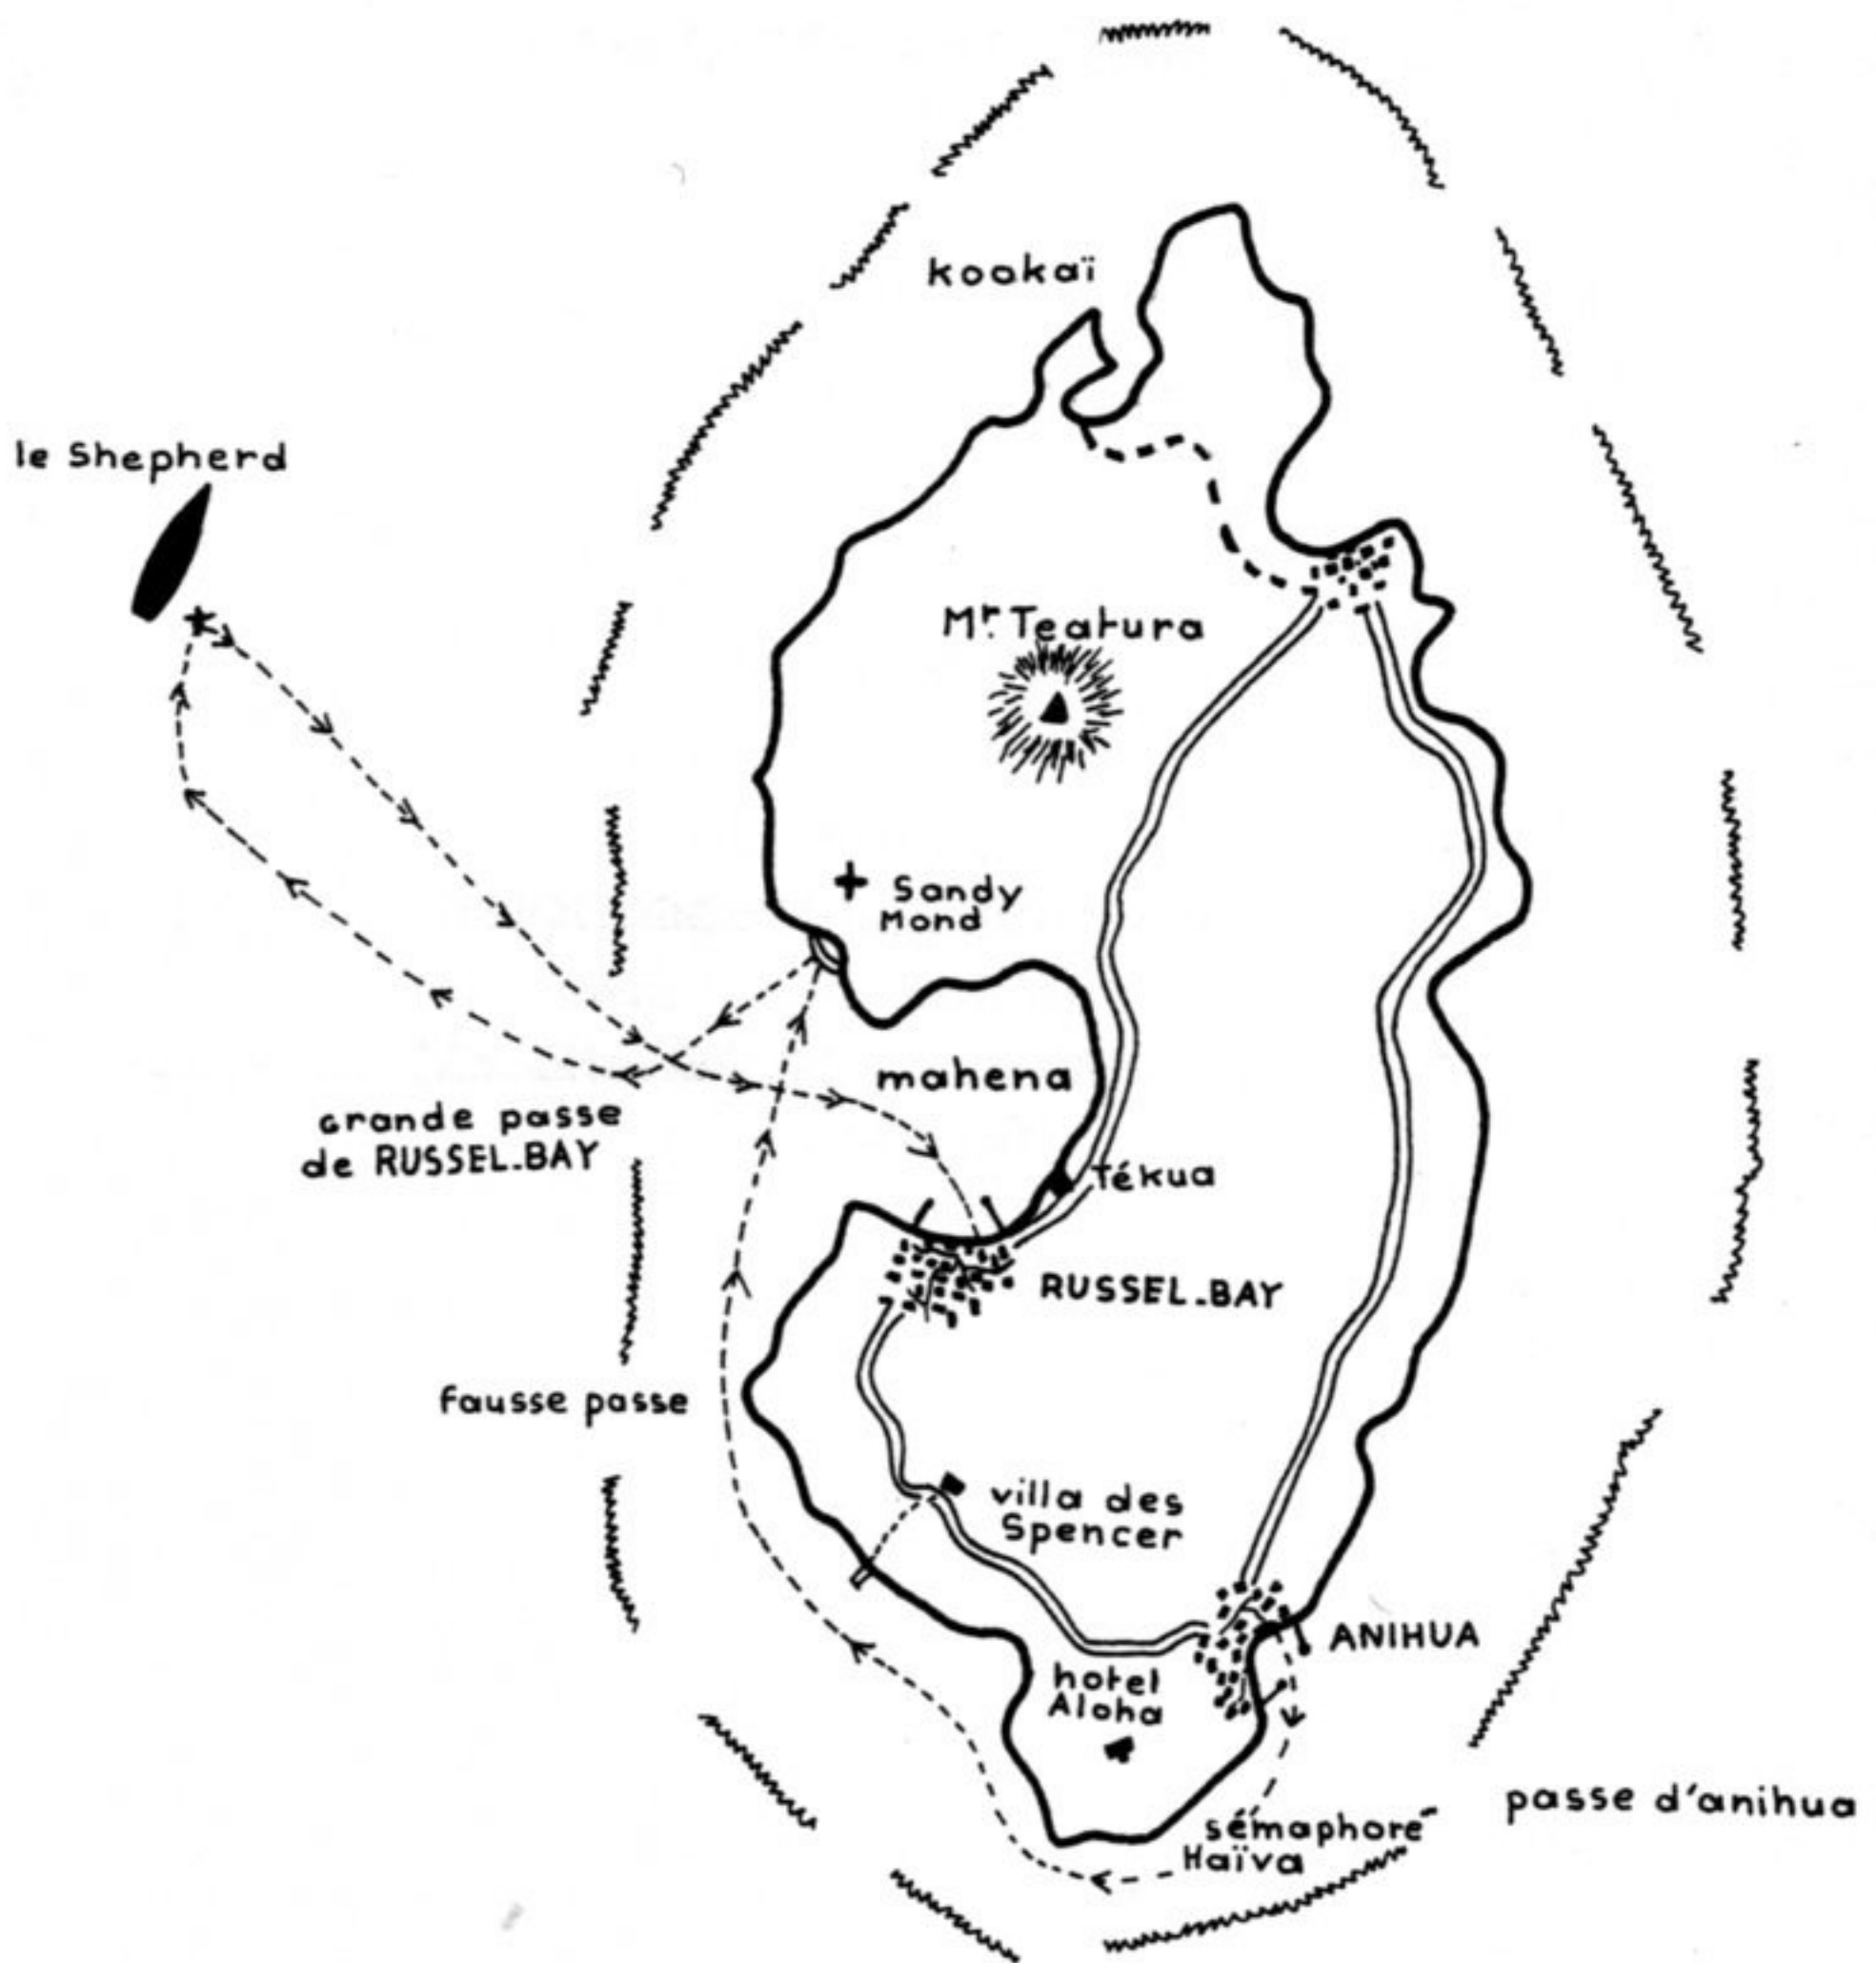 kookaï
le Shepherd
Mt. Teatura
Sandy
Mond
mahena
Grande passe
de RUSSEL-BAY
Tékua
RUSSEL-BAY
fausse passe
villa des
Spencer
ANIHUA
hotel
Aloha
passe d'anihua
sémaphore
Haïva